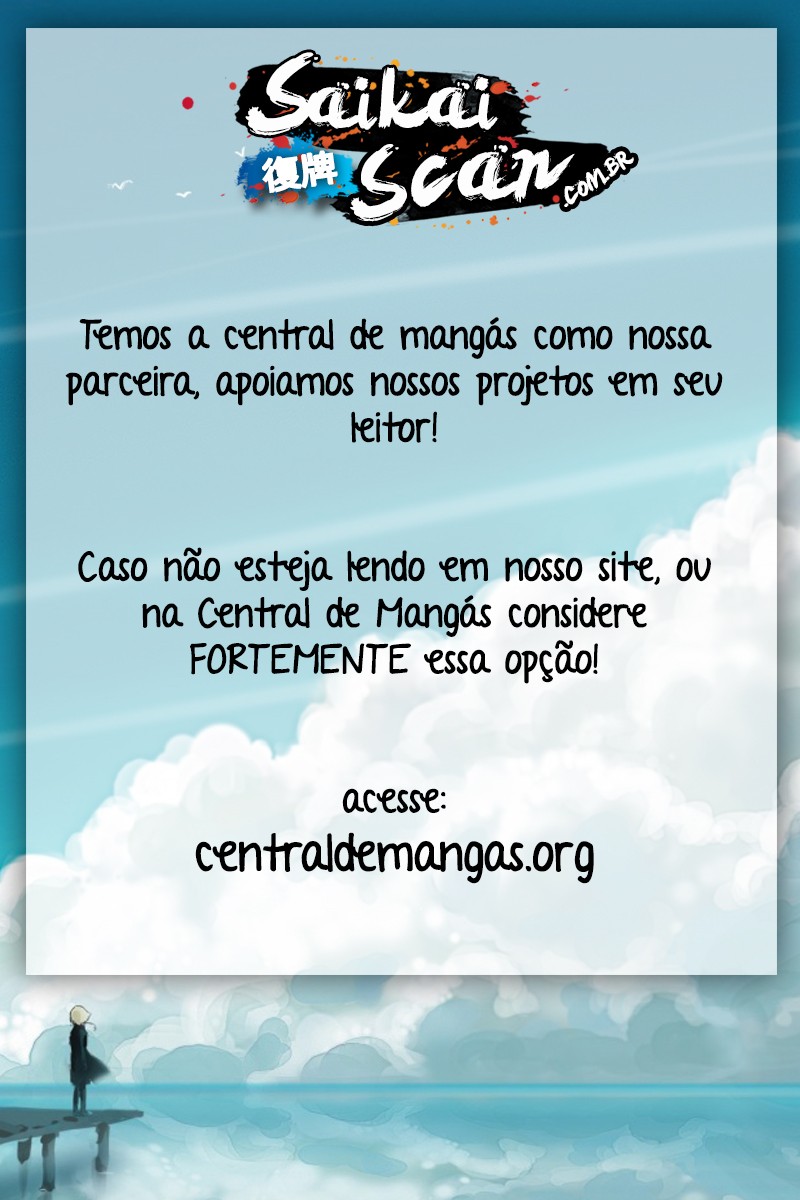 Saikai
復牌 Scan .COM.BR
Temos a central de mangás como nossa
parceira, apoiamos nossos projetos em seu
leitor!
Caso não esteja lendo em nosso site, ou
na Central de Mangás considere
FORTEMENTE essa opção!
acesse:
centraldemangas.org